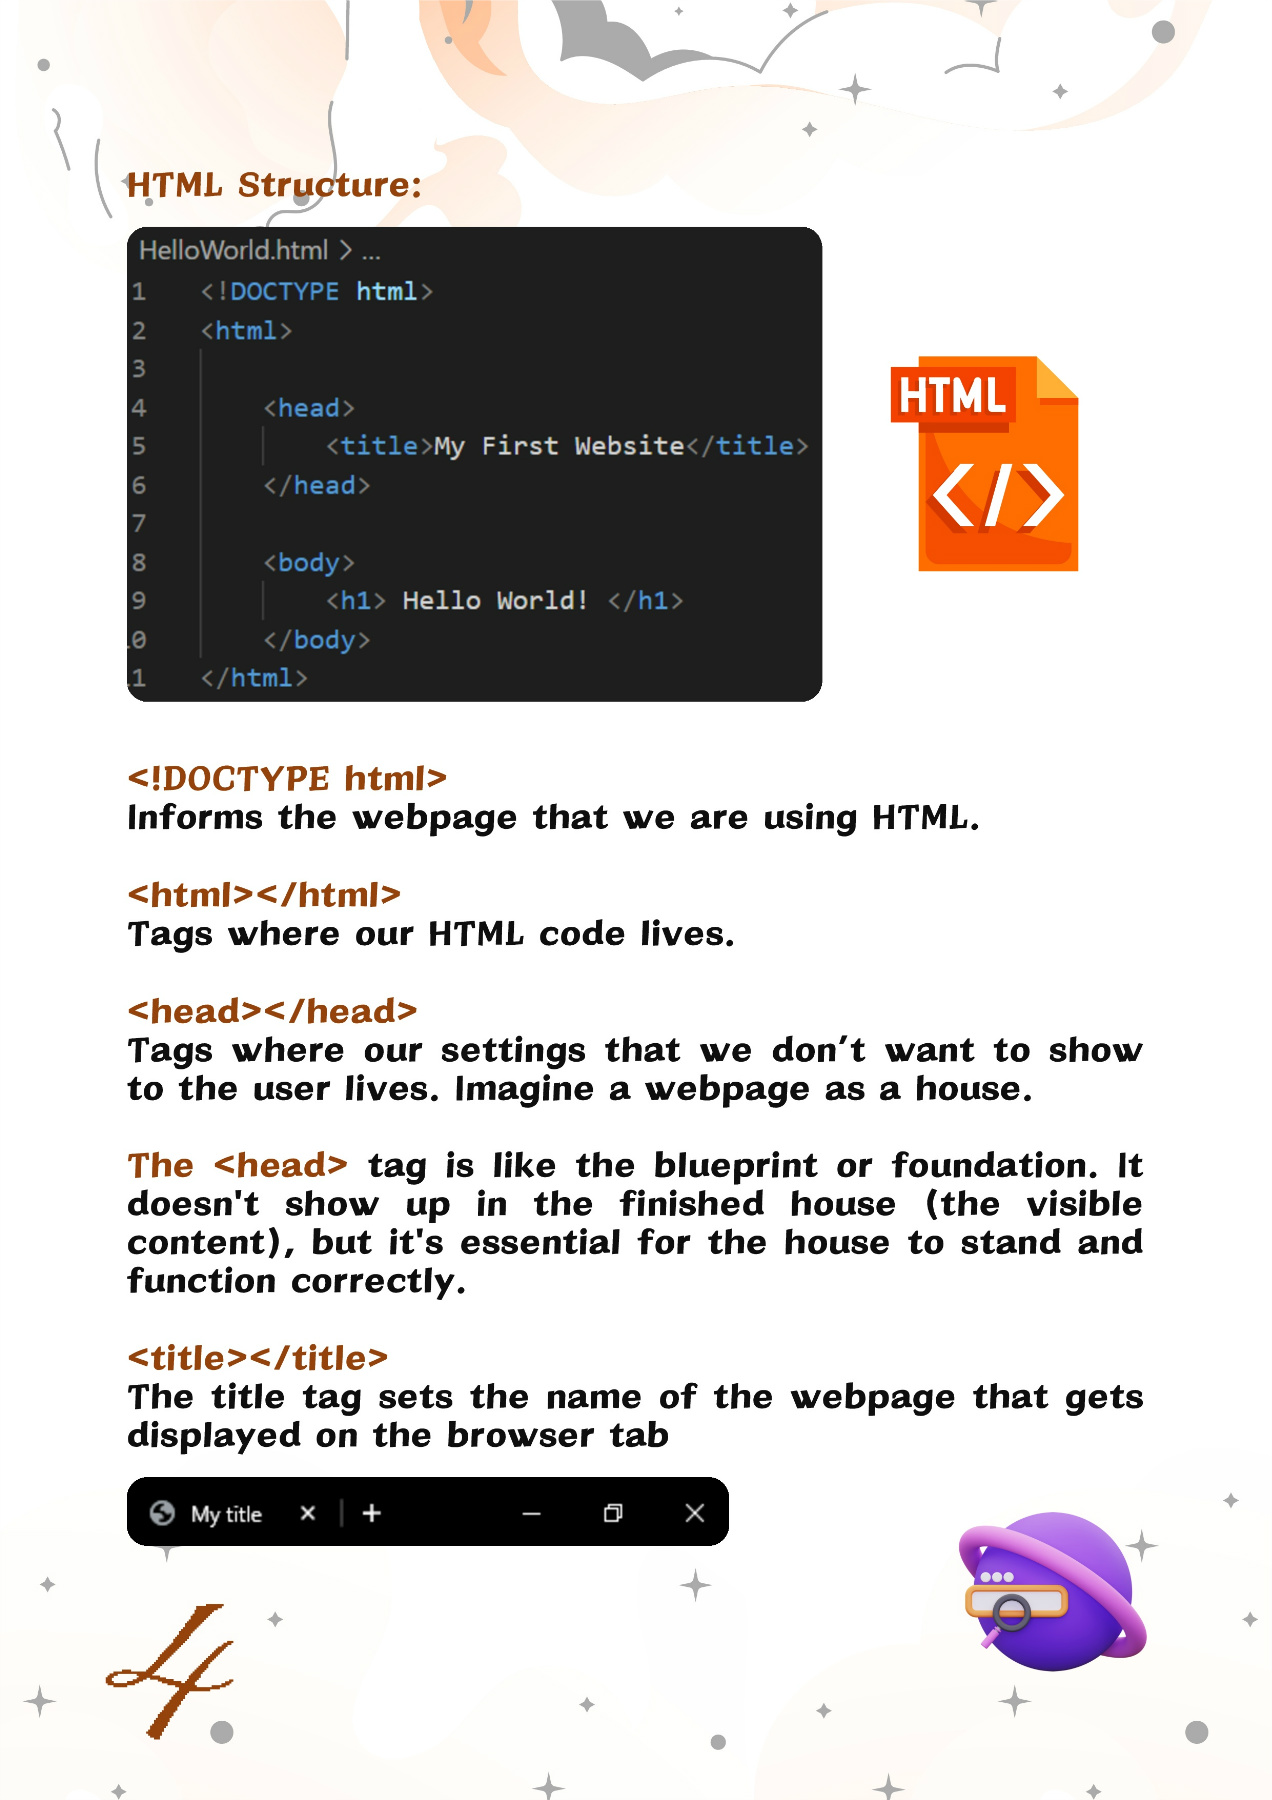 HTML Structure:
HelloWorld.html > ...
1 <!DOCTYPE html>
2 <html>
3
4 <head>
5 <title>My First Website</title>
6 </head>
7
8 <body>
9 <h1> Hello World! </h1>
10 </body>
11 </html>
HTML
</>
<!DOCTYPE html>
Informs the webpage that we are using HTML.
<html></html>
Tags where our HTML code lives.
<head></head>
Tags where our settings that we don’t want to show
to the user lives. Imagine a webpage as a house.
The <head> tag is like the blueprint or foundation. It
doesn't show up in the finished house (the visible
content), but it's essential for the house to stand and
function correctly.
<title></title>
The title tag sets the name of the webpage that gets
displayed on the browser tab
My title
4